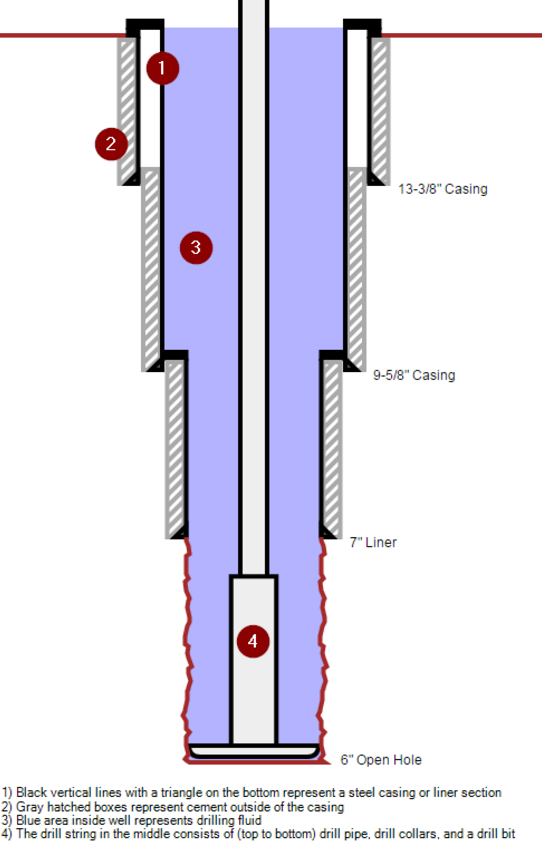 1
2
13-3/8" Casing
3
9-5/8" Casing
7" Liner
4
6" Open Hole
1) Black vertical lines with a triangle on the bottom represent a steel casing or liner section
2) Gray hatched boxes represent cement outside of the casing
3) Blue area inside well represents drilling fluid
4) The drill string in the middle consists of (top to bottom) drill pipe, drill collars, and a drill bit